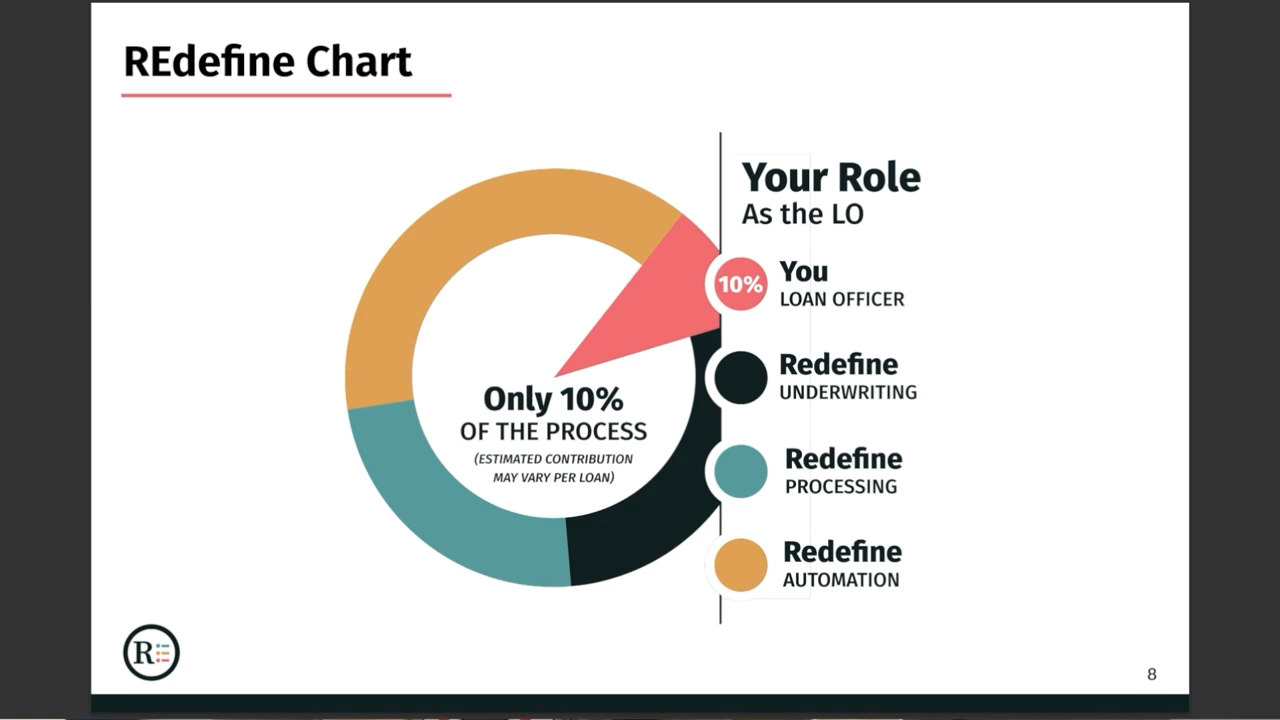 REdefine Chart
Your Role
As the LO
10%
You
LOAN OFFICER
Redefine
UNDERWRITING
Redefine
PROCESSING
Redefine
AUTOMATION
Only 10%
OF THE PROCESS
(ESTIMATED CONTRIBUTION
MAY VARY PER LOAN)
R
8